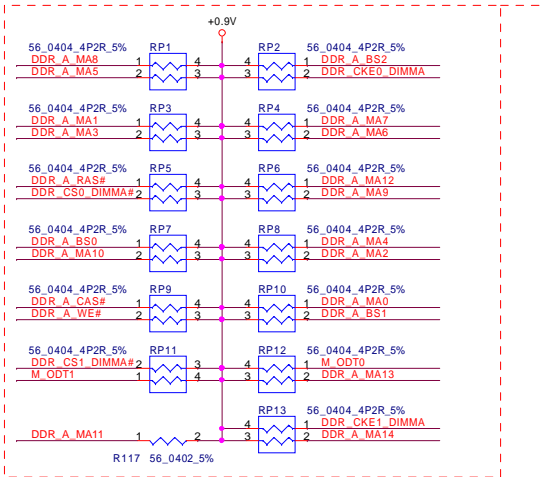 +0.9V
56_0404_4P2R_5% RP1 RP2 56_0404_4P2R_5%
DDR_A_MA8 1 4 4 1 DDR_A_BS2
DDR_A_MA5 2 3 3 2 DDR_CKE0_DIMMA
56_0404_4P2R_5% RP3 RP4 56_0404_4P2R_5%
DDR_A_MA1 1 4 4 1 DDR_A_MA7
DDR_A_MA3 2 3 3 2 DDR_A_MA6
56_0404_4P2R_5% RP5 RP6 56_0404_4P2R_5%
DDR_A_RAS# 1 4 4 1 DDR_A_MA12
DDR_CS0_DIMMA# 2 3 3 2 DDR_A_MA9
56_0404_4P2R_5% RP7 RP8 56_0404_4P2R_5%
DDR_A_BS0 1 4 4 1 DDR_A_MA4
DDR_A_MA10 2 3 3 2 DDR_A_MA2
56_0404_4P2R_5% RP9 RP10 56_0404_4P2R_5%
DDR_A_CAS# 1 4 4 1 DDR_A_MA0
DDR_A_WE# 2 3 3 2 DDR_A_BS1
56_0404_4P2R_5% RP11 RP12 56_0404_4P2R_5%
DDR_CS1_DIMMA# 2 3 4 1 M_ODT0
M_ODT1 1 4 3 2 DDR_A_MA13
RP13 56_0404_4P2R_5%
4 1 DDR_CKE1_DIMMA
DDR_A_MA11 1 2 3 2 DDR_A_MA14
R117 56_0402_5%